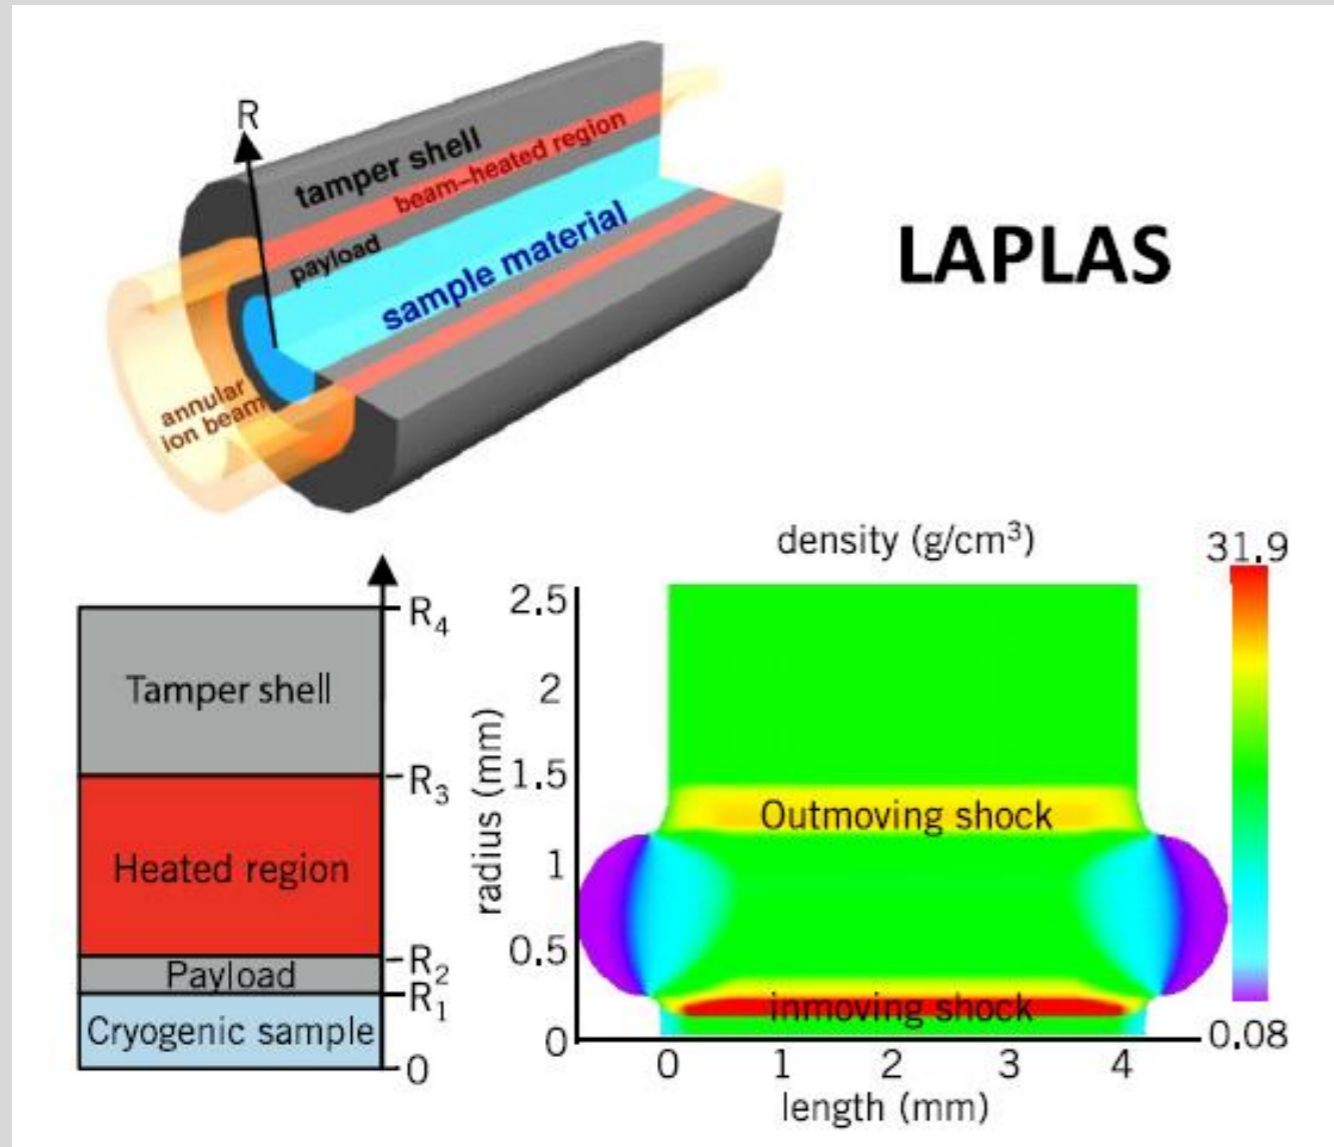 R
tamper shell
beam-heated region
payload
sample material
annular
ion beam
LAPLAS
R4
Tamper shell
R3
Heated region
R2
Payload
R1
Cryogenic sample
0
density (g/cm³)
31.9
0.08
radius (mm)
2.5
2
1.5
1
0.5
0
Outmoving shock
inmoving shock
0 1 2 3 4
length (mm)